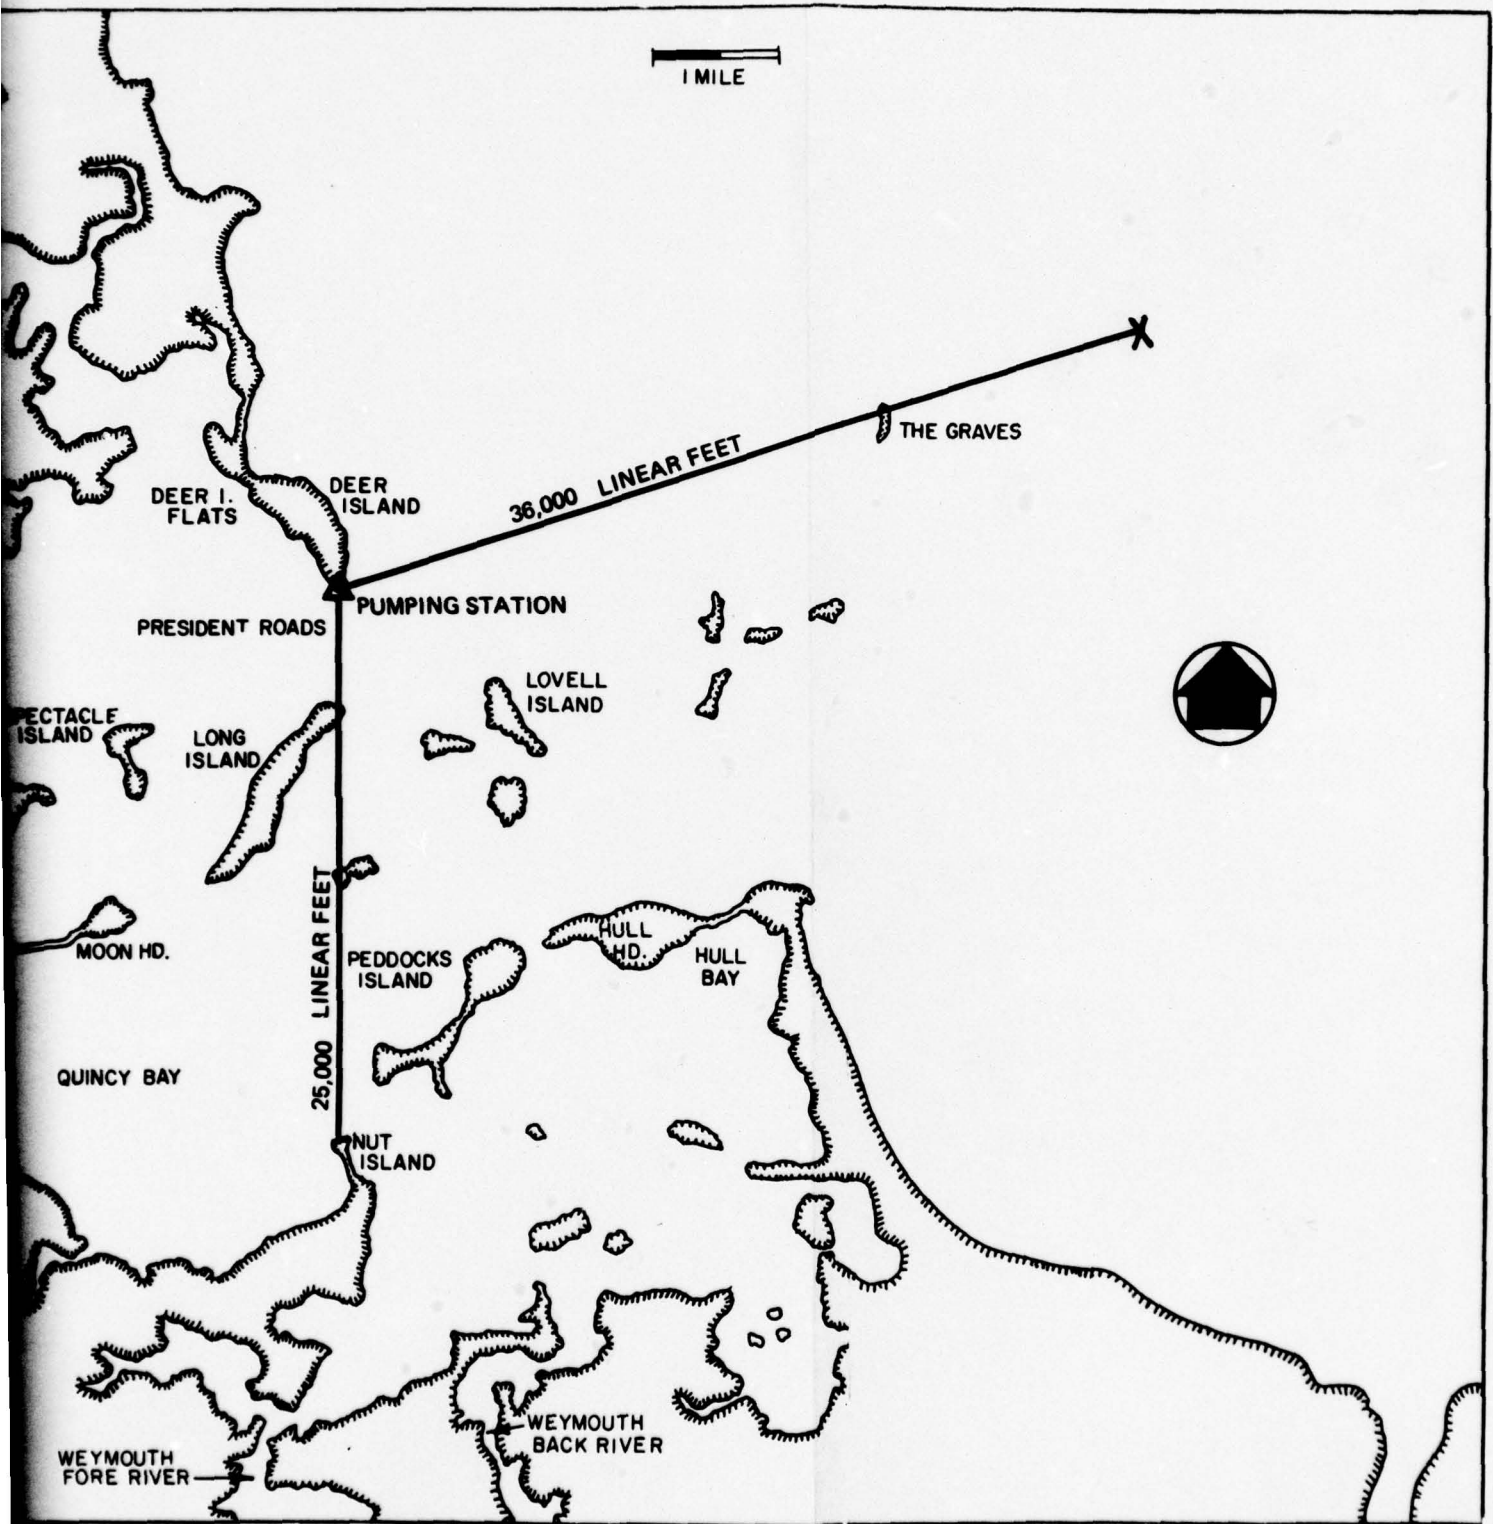 1 MILE
THE GRAVES
36,000 LINEAR FEET
DEER I.
FLATS
DEER
ISLAND
PUMPING STATION
PRESIDENT ROADS
LOVELL
ISLAND
PECTACLE
ISLAND
LONG
ISLAND
25,000 LINEAR FEET
MOON HD.
PEDDOCKS
ISLAND
HULL
HD.
HULL
BAY
QUINCY BAY
NUT
ISLAND
WEYMOUTH
BACK RIVER
WEYMOUTH
FORE RIVER